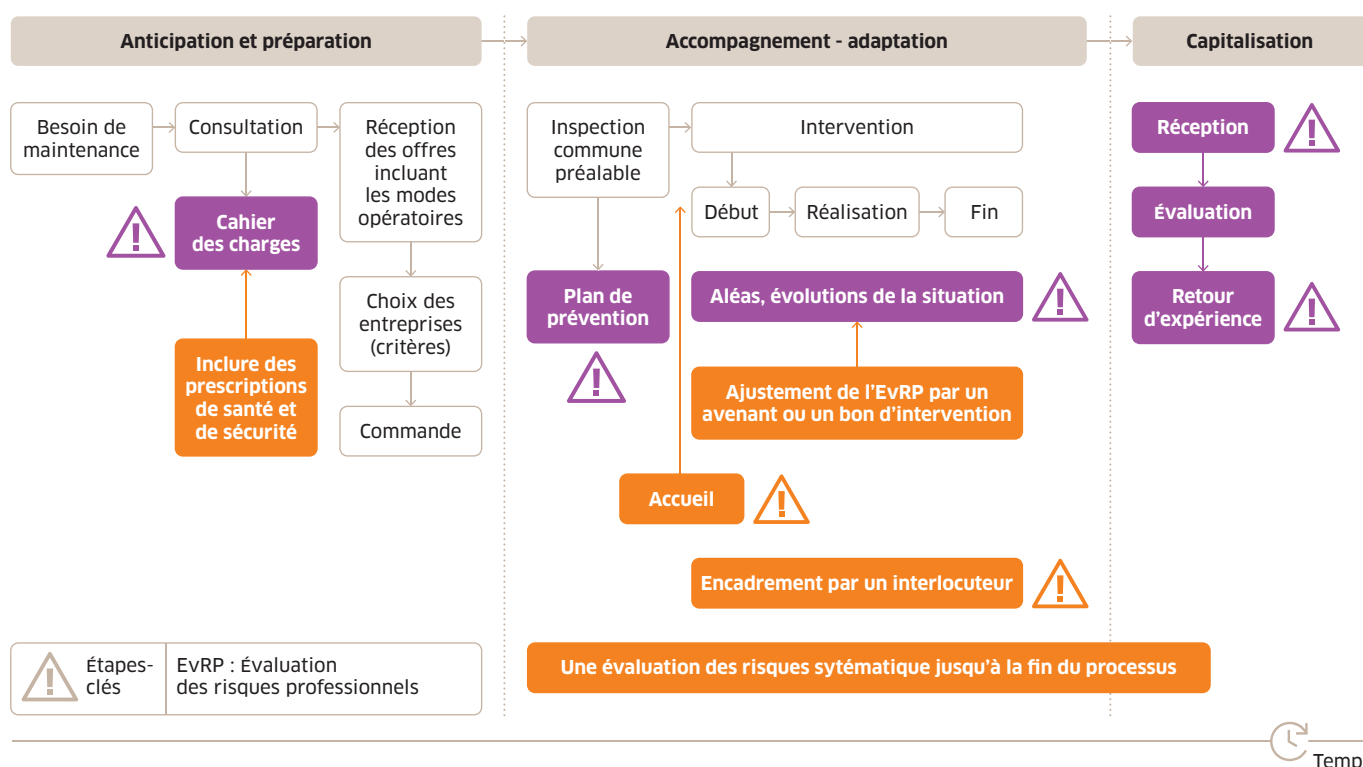 Anticipation et préparation
Accompagnement - adaptation
Capitalisation
Besoin de
maintenance
Consultation
Réception
des offres
incluant
les modes
opératoires
Cahier
des charges
Choix des
entreprises
(critères)
Inclure des
prescriptions
de santé et
de sécurité
Commande
Inspection
commune
préalable
Intervention
Début
Réalisation
Fin
Plan de
prévention
Aléas, évolutions de la situation
Ajustement de l’EvRP par un
avenant ou un bon d’intervention
Accueil
Encadrement par un interlocuteur
Réception
Évaluation
Retour
d’expérience
Étapes-
clés
EvRP : Évaluation
des risques professionnels
Une évaluation des risques sytématique jusqu’à la fin du processus
Temp